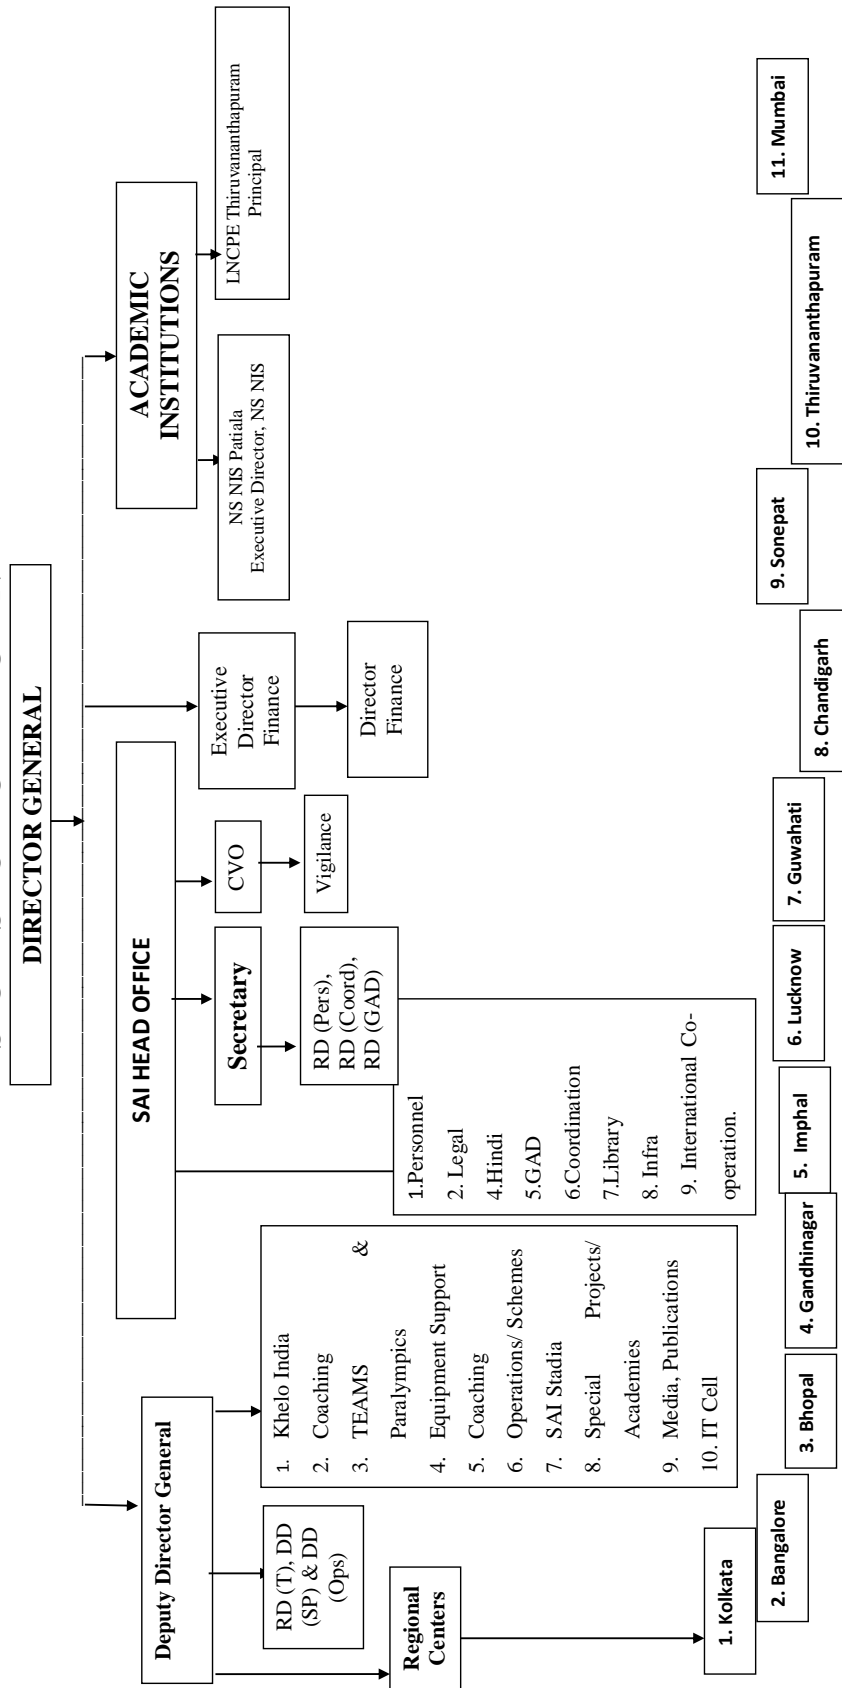 DIRECTOR GENERAL
Deputy Director General
SAI HEAD OFFICE
ACADEMIC
INSTITUTIONS
RD (T), DD
(SP) & DD
(Ops)
1. Khelo India
2. Coaching
3. TEAMS &
Paralympics
4. Equipment Support
5. Coaching
6. Operations/ Schemes
7. SAI Stadia
8. Special Projects/
Academies
9. Media, Publications
10. IT Cell
Secretary
RD (Pers),
RD (Coord),
RD (GAD)
1.Personnel
2. Legal
4.Hindi
5.GAD
6.Coordination
7.Library
8. Infra
9. International Co-
operation.
CVO
Vigilance
Executive
Director
Finance
Director
Finance
NS NIS Patiala
Executive Director, NS NIS
LNCPE Thiruvananthapuram
Principal
Regional
Centers
1. Kolkata
2. Bangalore
3. Bhopal
4. Gandhinagar
5. Imphal
6. Lucknow
7. Guwahati
8. Chandigarh
9. Sonepat
10. Thiruvananthapuram
11. Mumbai